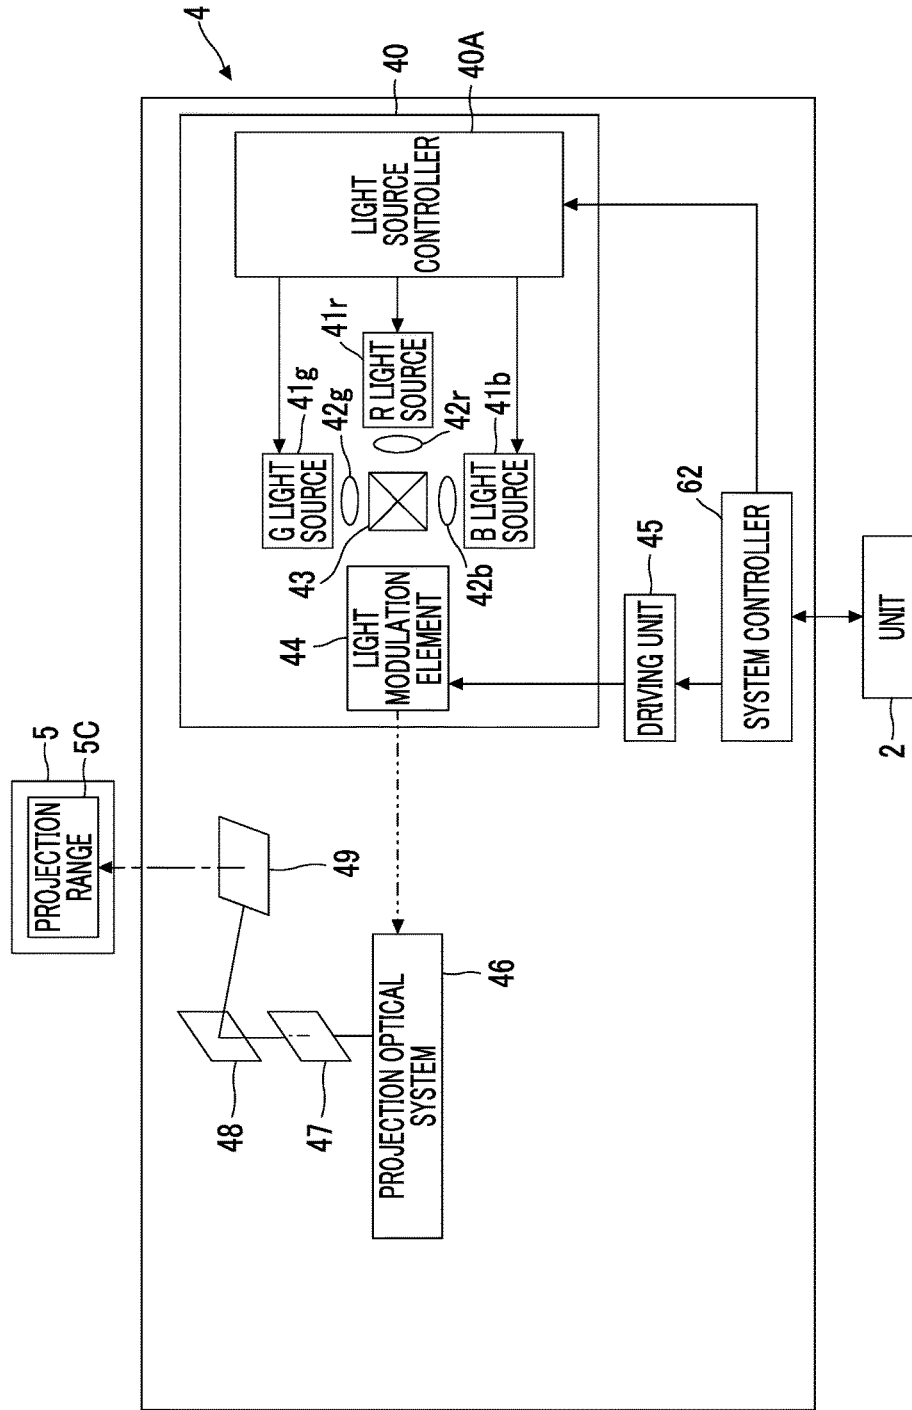 4
40
40A
LIGHT
SOURCE
CONTROLLER
41r
R LIGHT
SOURCE
42r
41g
G LIGHT
SOURCE
42g
41b
B LIGHT
SOURCE
42b
43
44
LIGHT
MODULATION
ELEMENT
45
DRIVING UNIT
62
SYSTEM CONTROLLER
2
UNIT
5
5C
PROJECTION
RANGE
49
48
47
46
PROJECTION OPTICAL
SYSTEM